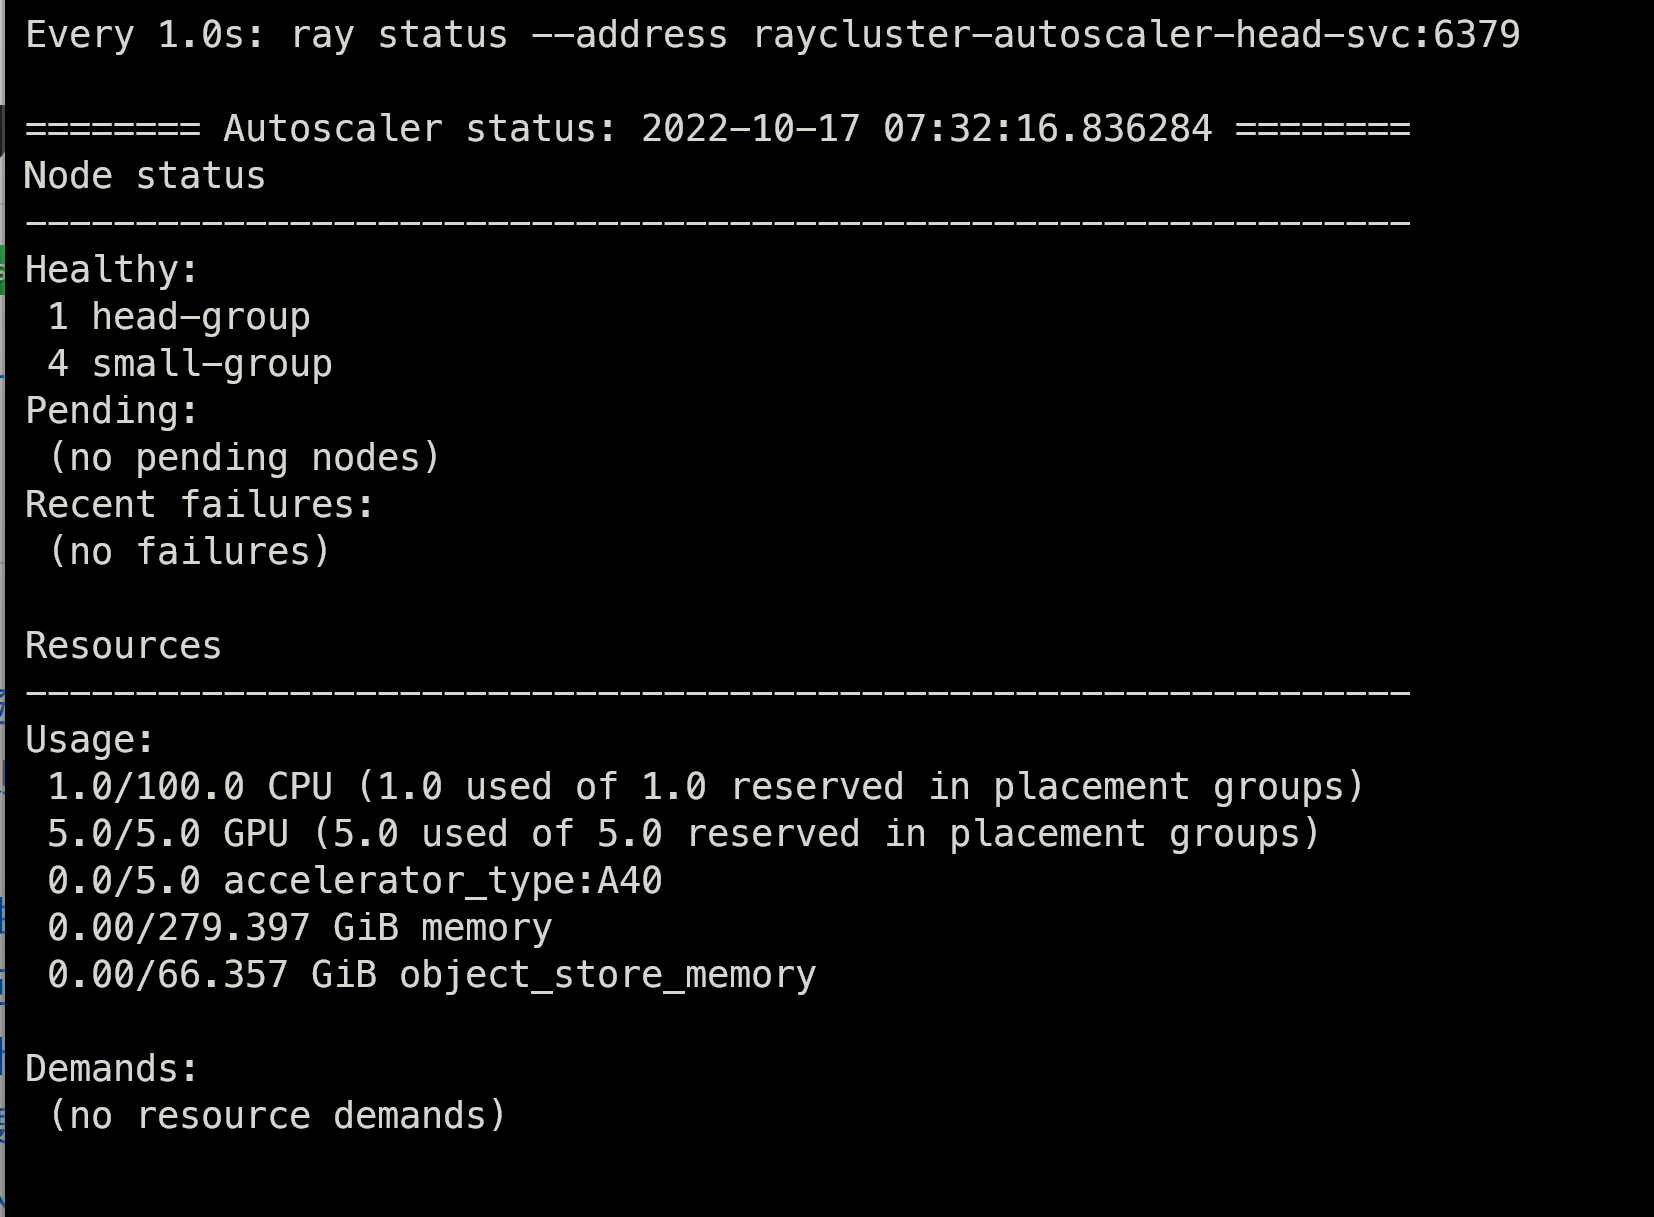 Every 1.0s: ray status --address raycluster-autoscaler-head-svc:6379
======== Autoscaler status: 2022-10-17 07:32:16.836284 ========
Node status
---------------------------------------------------------------
Healthy:
 1 head-group
 4 small-group
Pending:
 (no pending nodes)
Recent failures:
 (no failures)
Resources
---------------------------------------------------------------
Usage:
 1.0/100.0 CPU (1.0 used of 1.0 reserved in placement groups)
 5.0/5.0 GPU (5.0 used of 5.0 reserved in placement groups)
 0.0/5.0 accelerator_type:A40
 0.00/279.397 GiB memory
 0.00/66.357 GiB object_store_memory
Demands:
 (no resource demands)